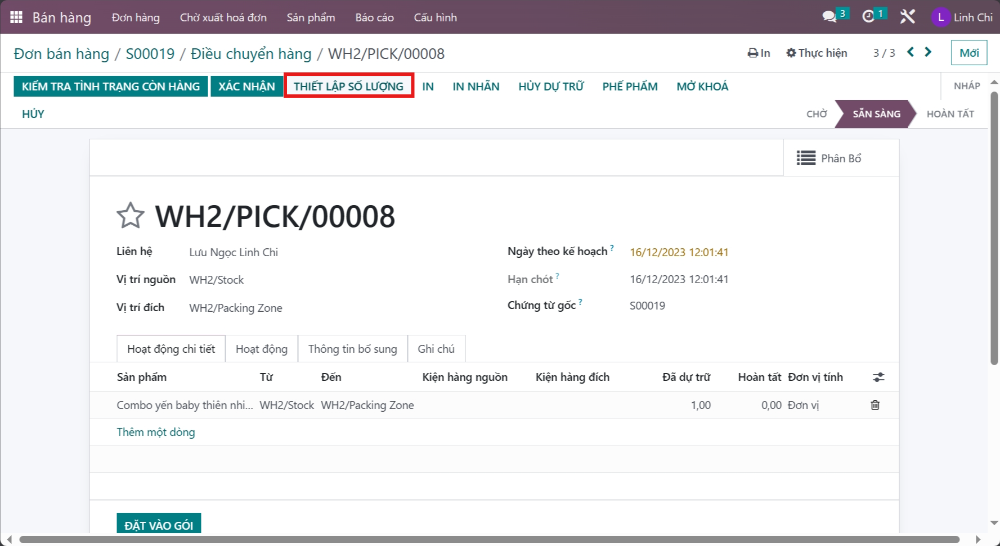 Bán hàng Đơn hàng Chờ xuất hoá đơn Sản phẩm Báo cáo Cấu hình 3 1 L Linh Chi
Đơn bán hàng / S00019 / Điều chuyển hàng / WH2/PICK/00008 In Thực hiện 3 / 3 Mới
KIỂM TRA TÌNH TRẠNG CÒN HÀNG XÁC NHẬN THIẾT LẬP SỐ LƯỢNG IN IN NHÃN HỦY DỰ TRỮ PHẾ PHẨM MỞ KHOÁ NHÁP
HỦY CHỜ SẴN SÀNG HOÀN TẤT
Phân Bổ
WH2/PICK/00008
Liên hệ Lưu Ngọc Linh Chi Ngày theo kế hoạch ? 16/12/2023 12:01:41
Vị trí nguồn WH2/Stock Hạn chót ? 16/12/2023 12:01:41
Vị trí đích WH2/Packing Zone Chứng từ gốc ? S00019
Hoạt động chi tiết Hoạt động Thông tin bổ sung Ghi chú
Sản phẩm Từ Đến Kiện hàng nguồn Kiện hàng đích Đã dự trữ Hoàn tất Đơn vị tính
Combo yến baby thiên nhi... WH2/Stock WH2/Packing Zone 1,00 0,00 Đơn vị
Thêm một dòng
ĐẶT VÀO GÓI